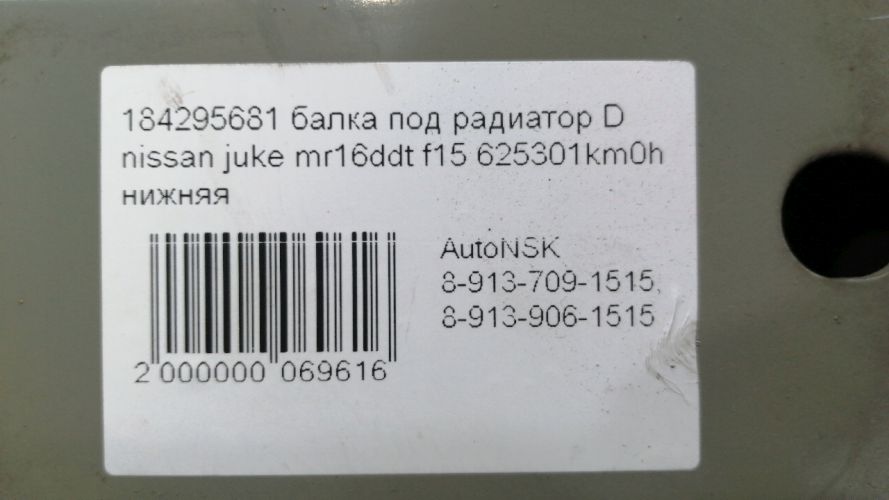 184295681 балка под радиатор D
nissan juke mr16ddt f15 625301km0h
нижняя
AutoNSK
8-913-709-1515,
8-913-906-1515
2 000000 069616